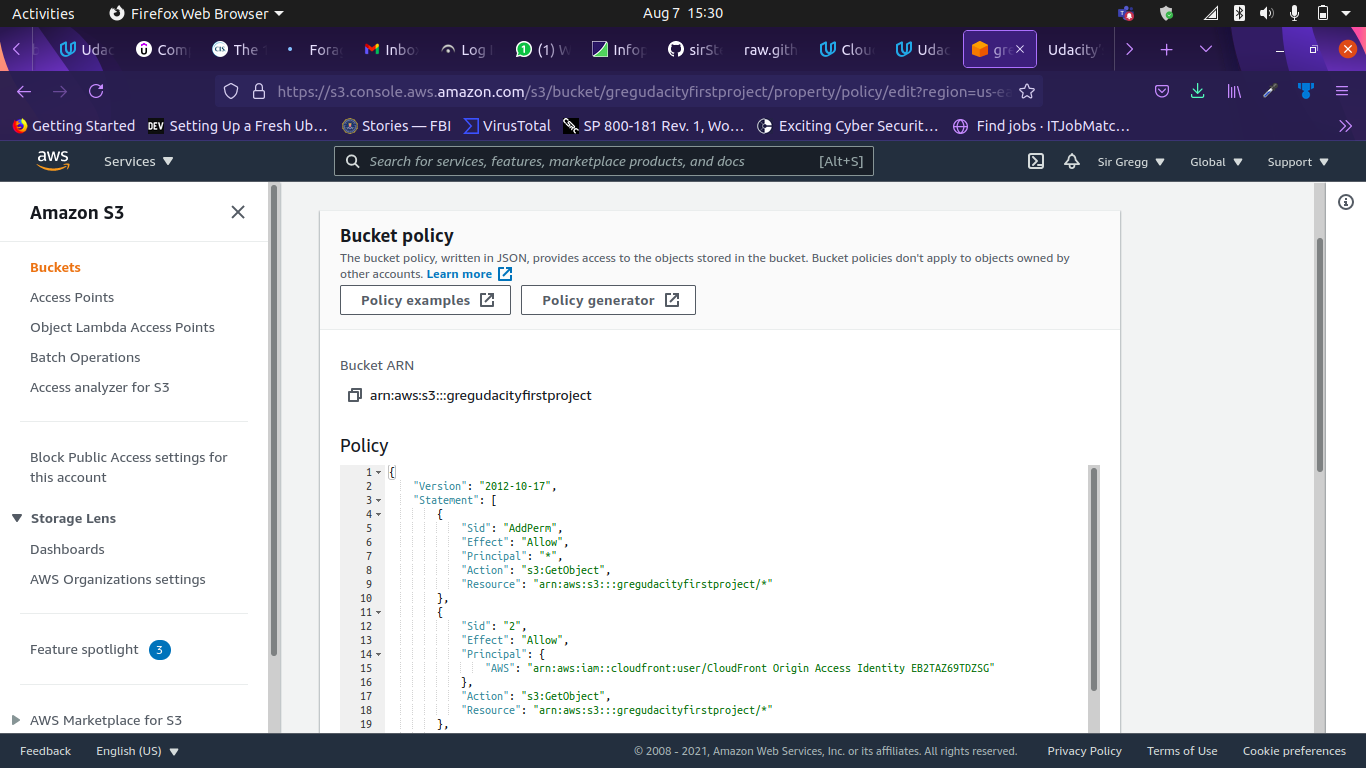 Activities Firefox Web Browser Aug 7 15:30
Udac Com The Forag Inbo Log (1) W Infop sirSt raw.gith Clou Udac gre Udacity'
https://s3.console.aws.amazon.com/s3/bucket/gregudacityfirstproject/property/policy/edit?region=us-ea
Getting Started Setting Up a Fresh Ub… Stories — FBI VirusTotal SP 800-181 Rev. 1, Wo… Exciting Cyber Securit… Find jobs · ITJobMatc…
aws Services Search for services, features, marketplace products, and docs [Alt+S] Sir Gregg Global Support
Amazon S3
Buckets
Access Points
Object Lambda Access Points
Batch Operations
Access analyzer for S3
Block Public Access settings for
this account
Storage Lens
Dashboards
AWS Organizations settings
Feature spotlight 3
AWS Marketplace for S3
Bucket policy
The bucket policy, written in JSON, provides access to the objects stored in the bucket. Bucket policies don't apply to objects owned by
other accounts. Learn more
Policy examples Policy generator
Bucket ARN
arn:aws:s3:::gregudacityfirstproject
Policy
1 {
2 "Version": "2012-10-17",
3 "Statement": [
4 {
5 "Sid": "AddPerm",
6 "Effect": "Allow",
7 "Principal": "*",
8 "Action": "s3:GetObject",
9 "Resource": "arn:aws:s3:::gregudacityfirstproject/*"
10 },
11 {
12 "Sid": "2",
13 "Effect": "Allow",
14 "Principal": {
15 "AWS": "arn:aws:iam::cloudfront:user/CloudFront Origin Access Identity EB2TAZ69TDZSG"
16 },
17 "Action": "s3:GetObject",
18 "Resource": "arn:aws:s3:::gregudacityfirstproject/*"
19 },
Feedback English (US) © 2008 - 2021, Amazon Web Services, Inc. or its affiliates. All rights reserved. Privacy Policy Terms of Use Cookie preferences